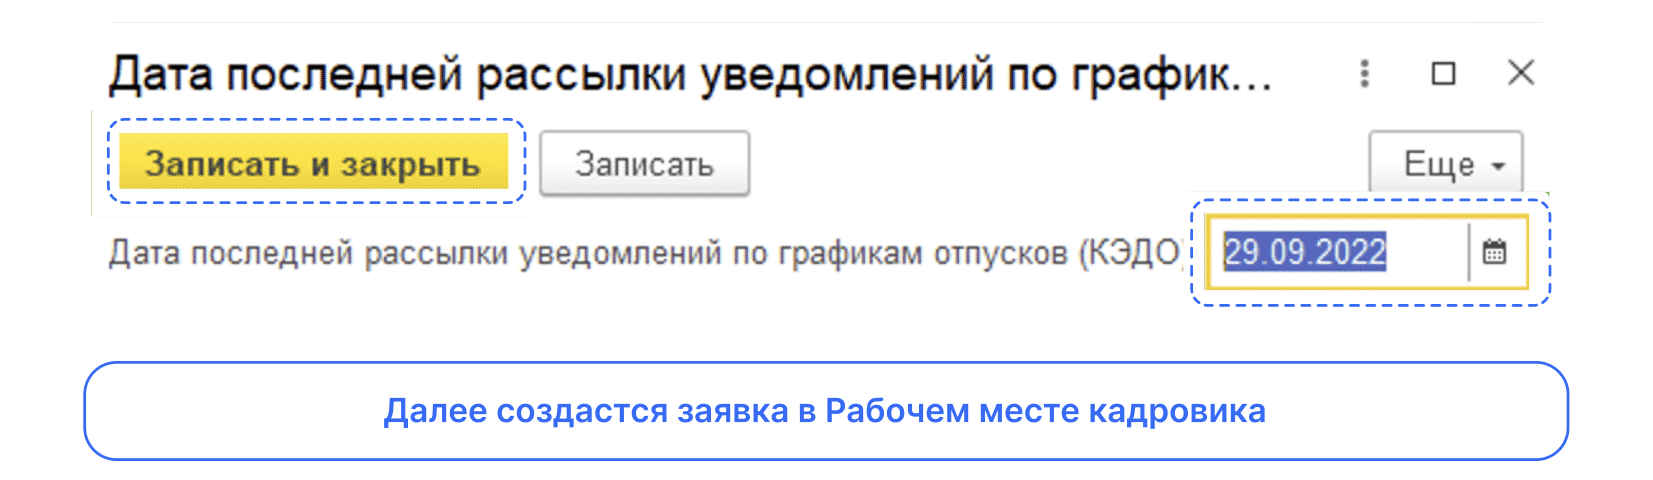 Дата последней рассылки уведомлений по график...
Записать и закрыть
Записать
Еще
Дата последней рассылки уведомлений по графикам отпусков (КЭДО)
29.09.2022
Далее создастся заявка в Рабочем месте кадровика